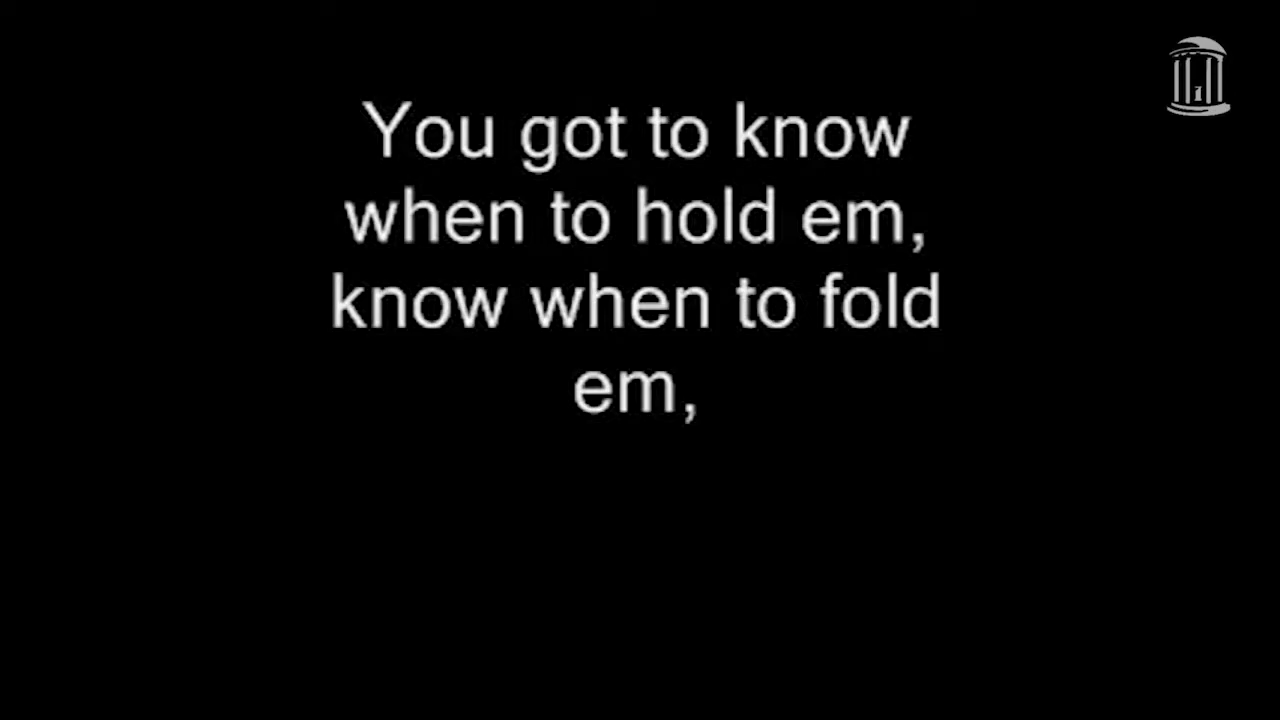 You got to know
when to hold em,
know when to fold
em,